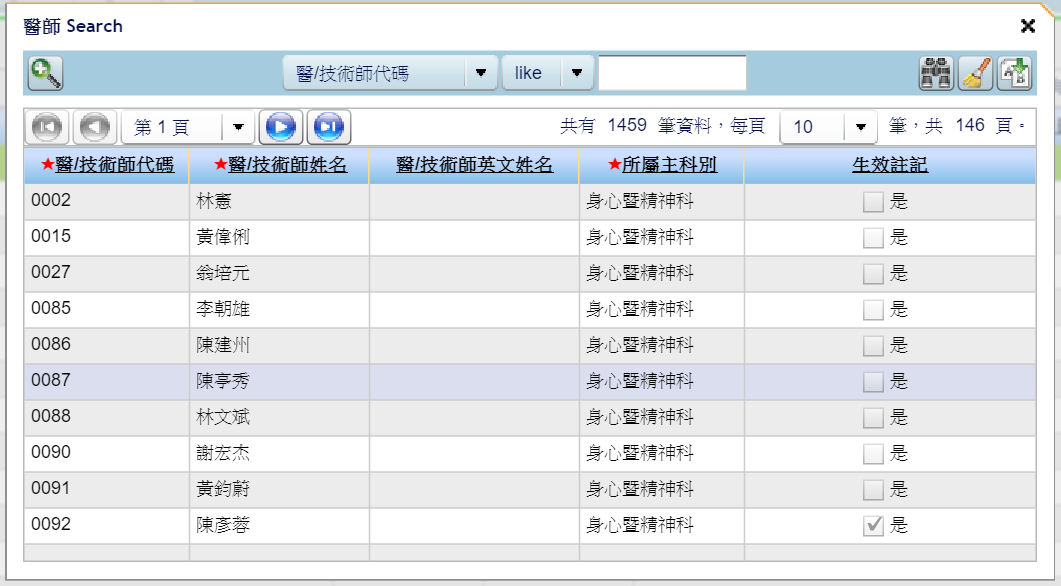 醫師 Search
醫/技術師代碼 like
第 1 頁 共有 1459 筆資料，每頁 10 筆，共 146 頁。
★醫/技術師代碼 ★醫/技術師姓名 醫/技術師英文姓名 ★所屬主科別 生效註記
0002 林憲 身心暨精神科 是
0015 黃偉俐 身心暨精神科 是
0027 翁培元 身心暨精神科 是
0085 李朝雄 身心暨精神科 是
0086 陳建州 身心暨精神科 是
0087 陳亭秀 身心暨精神科 是
0088 林文斌 身心暨精神科 是
0090 謝宏杰 身心暨精神科 是
0091 黃鈞蔚 身心暨精神科 是
0092 陳彥蓉 身心暨精神科 是